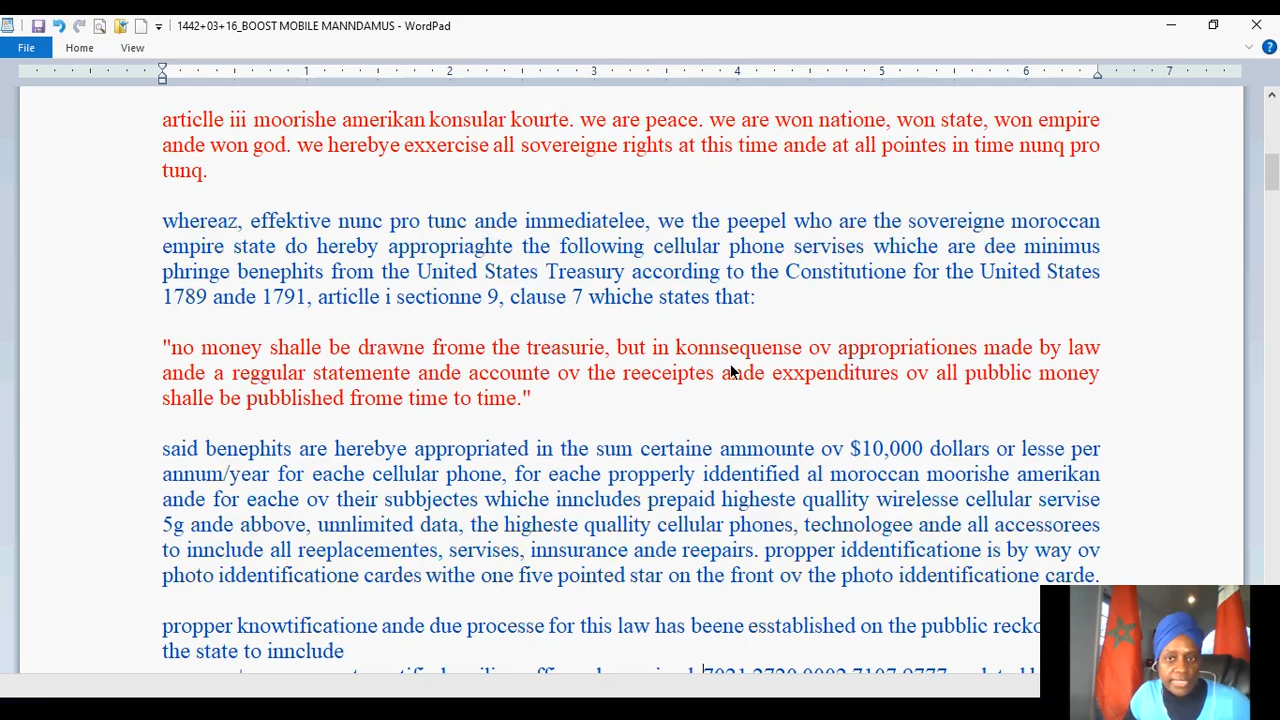 1442+03+16_BOOST MOBILE MANNDAMUS - WordPad
File Home View
1 2 3 4 5 6 7
articlle iii moorishe amerikan konsular kourte. we are peace. we are won natione, won state, won empire
ande won god. we herebye exxercise all sovereigne rights at this time ande at all pointes in time nunq pro
tunq.
whereaz, effektive nunc pro tunc ande immediatelee, we the peepel who are the sovereigne moroccan
empire state do hereby appropriaghte the following cellular phone servises whiche are dee minimus
phringe benephits from the United States Treasury according to the Constitutione for the United States
1789 ande 1791, articlle i sectionne 9, clause 7 whiche states that:
"no money shalle be drawne frome the treasurie, but in konnsequense ov appropriationes made by law
ande a reggular statemente ande accounte ov the reeceiptes ande exxpenditures ov all pubblic money
shalle be pubblished frome time to time."
said benephits are herebye appropriated in the sum certaine ammounte ov $10,000 dollars or lesse per
annum/year for eache cellular phone, for eache propperly iddentified al moroccan moorishe amerikan
ande for eache ov their subbjectes whiche inncludes prepaid higheste quallity wirelesse cellular servise
5g ande abbove, unnlimited data, the higheste quallity cellular phones, technologee ande all accessorees
to innclude all reeplacementes, servises, innsurance ande reepairs. propper iddentificatione is by way ov
photo iddentificatione cardes withe one five pointed star on the front ov the photo iddentificatione carde.
propper knowtificatione ande due processe for this law has beene esstablished on the pubblic
the state to innclude